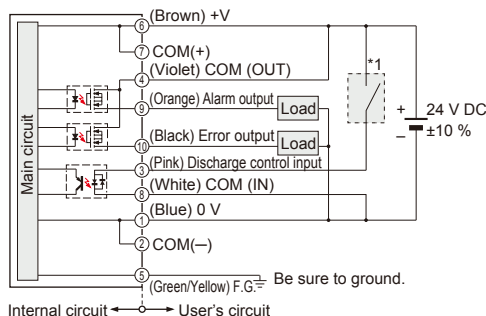 (Brown) +V
6
7 COM(+)
(Violet) COM (OUT)
4
*1
(Orange) Alarm output
9
Load
+
24 V DC
±10 %
–
(Black) Error output
10
Load
(Pink) Discharge control input
3
(White) COM (IN)
8
(Blue) 0 V
1
2 COM(–)
5
(Green/Yellow) F.G.
Be sure to ground.
Main circuit
Internal circuit
User's circuit